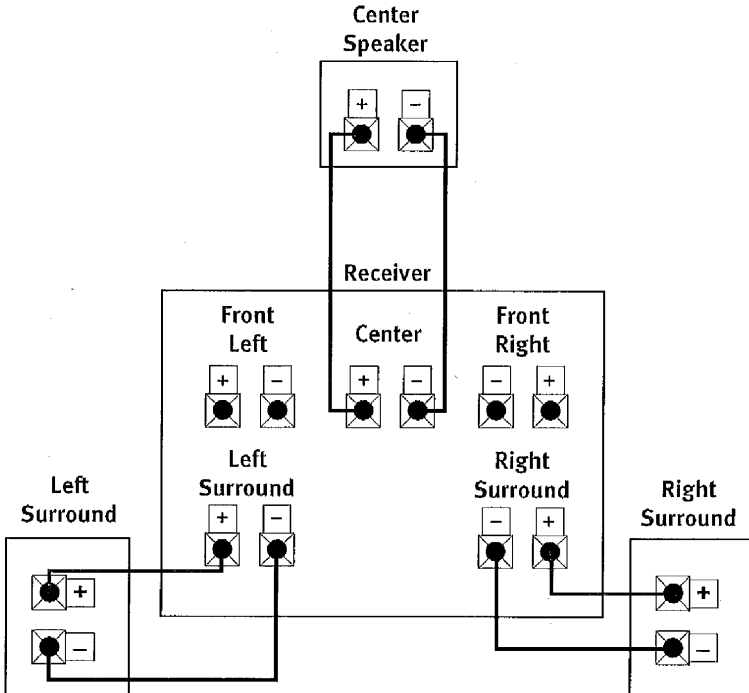 Center
Speaker
+ −
Receiver
Front
Left
Center
Front
Right
+ −
+ −
− +
Left
Surround
Right
Surround
+ −
− +
Left
Surround
+
−
Right
Surround
+
−